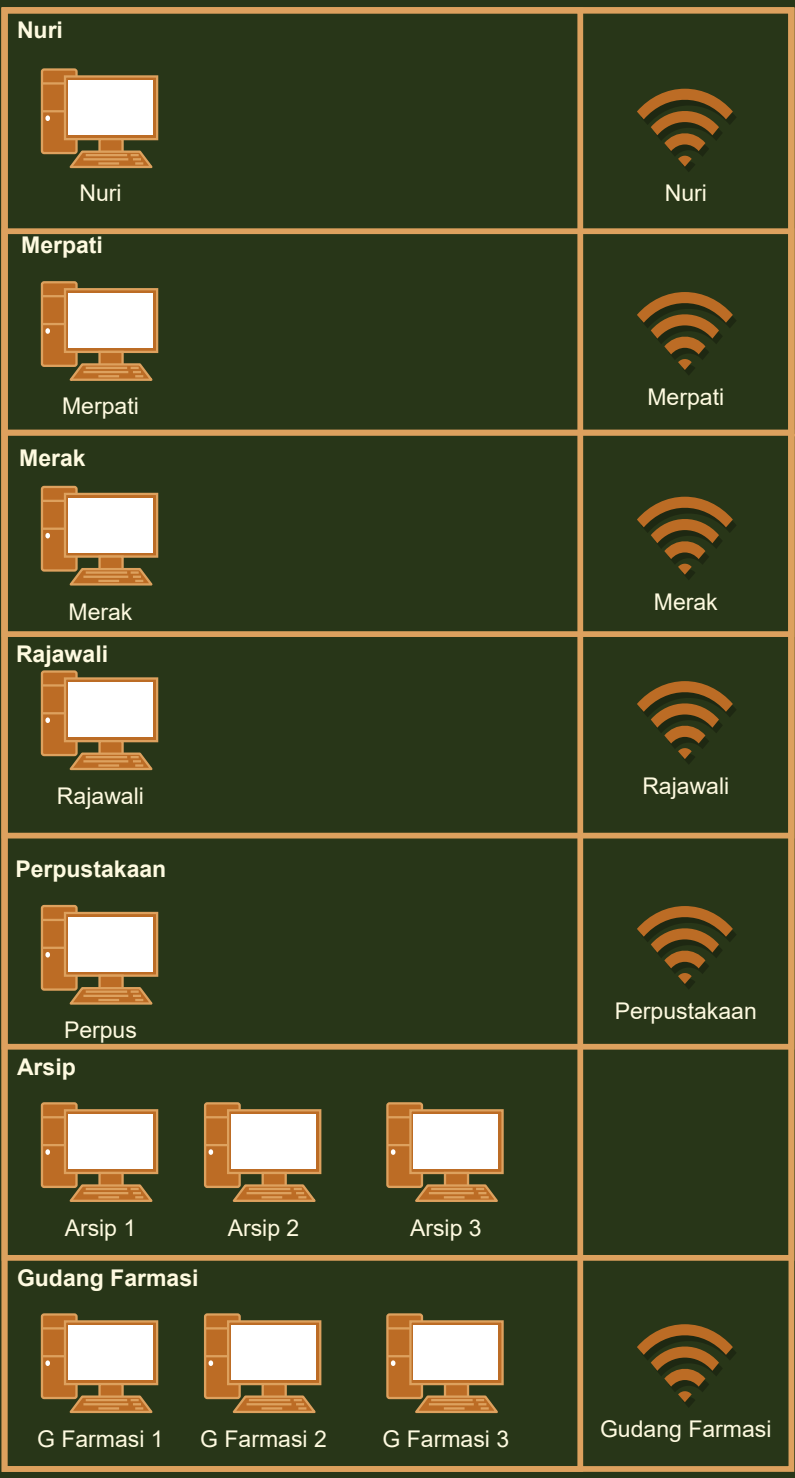 Nuri
Nuri
Nuri
Merpati
Merpati
Merpati
Merak
Merak
Merak
Rajawali
Rajawali
Rajawali
Perpustakaan
Perpus
Perpustakaan
Arsip
Arsip 1
Arsip 2
Arsip 3
Gudang Farmasi
G Farmasi 1
G Farmasi 2
G Farmasi 3
Gudang Farmasi